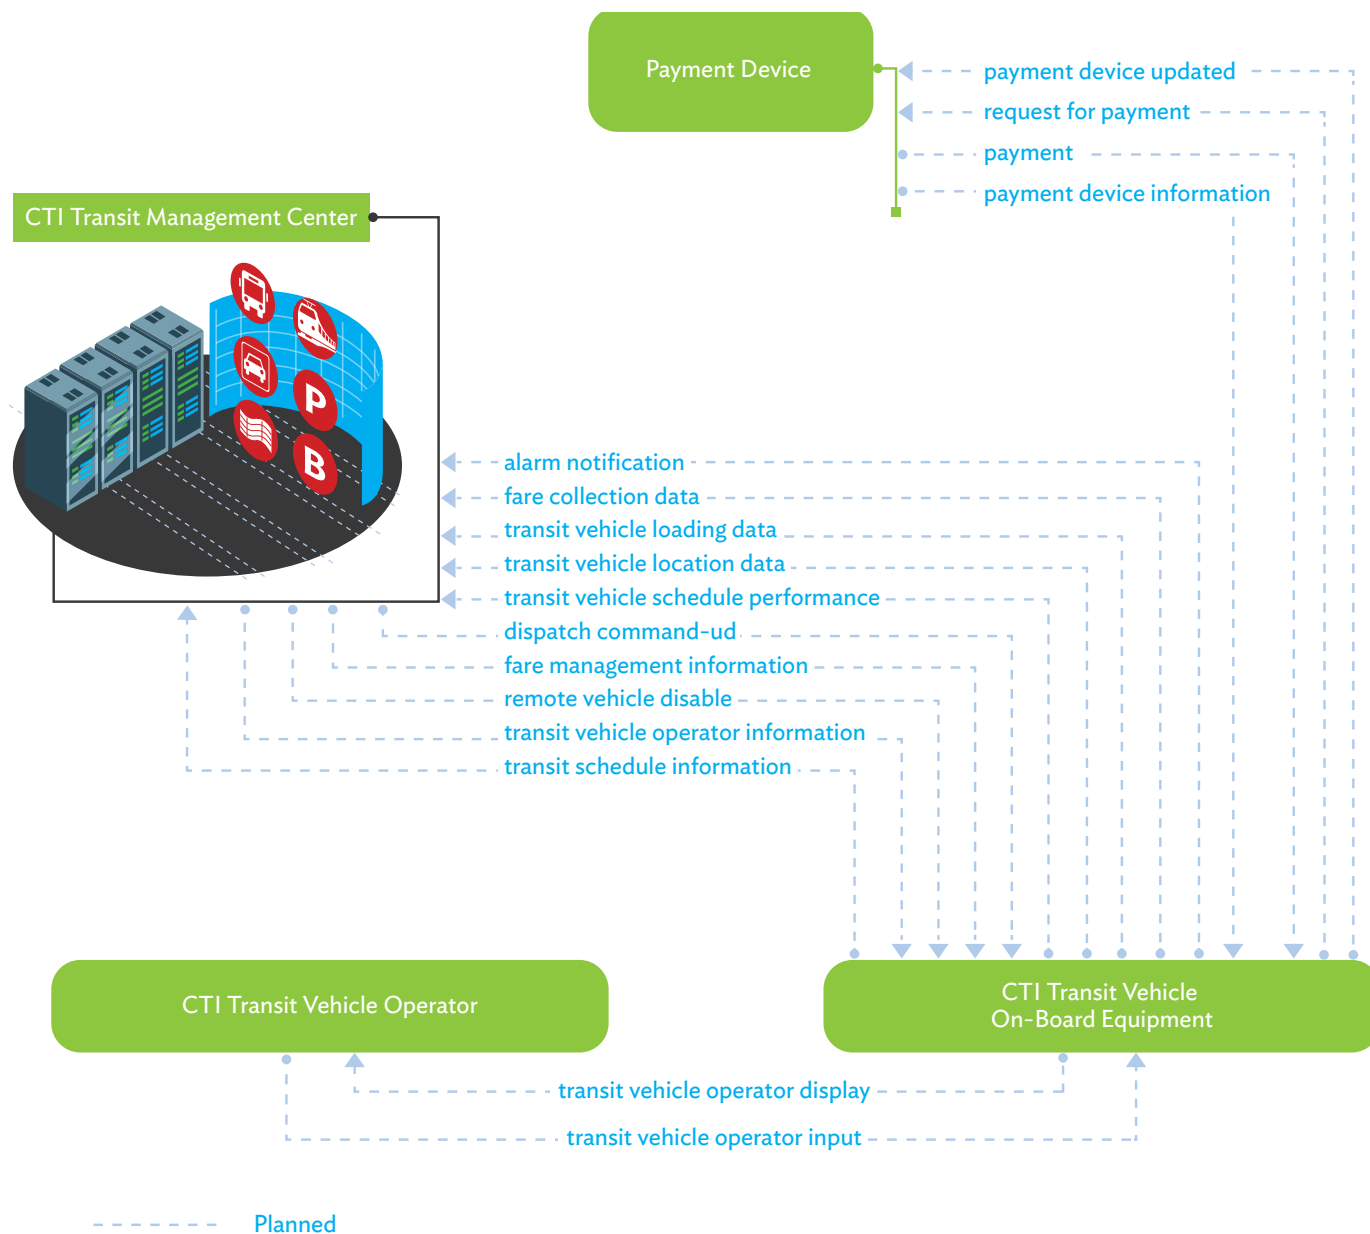 Payment Device
payment device updated
request for payment
payment
payment device information
CTI Transit Management Center
P
B
alarm notification
fare collection data
transit vehicle loading data
transit vehicle location data
transit vehicle schedule performance
dispatch command-ud
fare management information
remote vehicle disable
transit vehicle operator information
transit schedule information
CTI Transit Vehicle Operator
CTI Transit Vehicle
On-Board Equipment
transit vehicle operator display
transit vehicle operator input
Planned